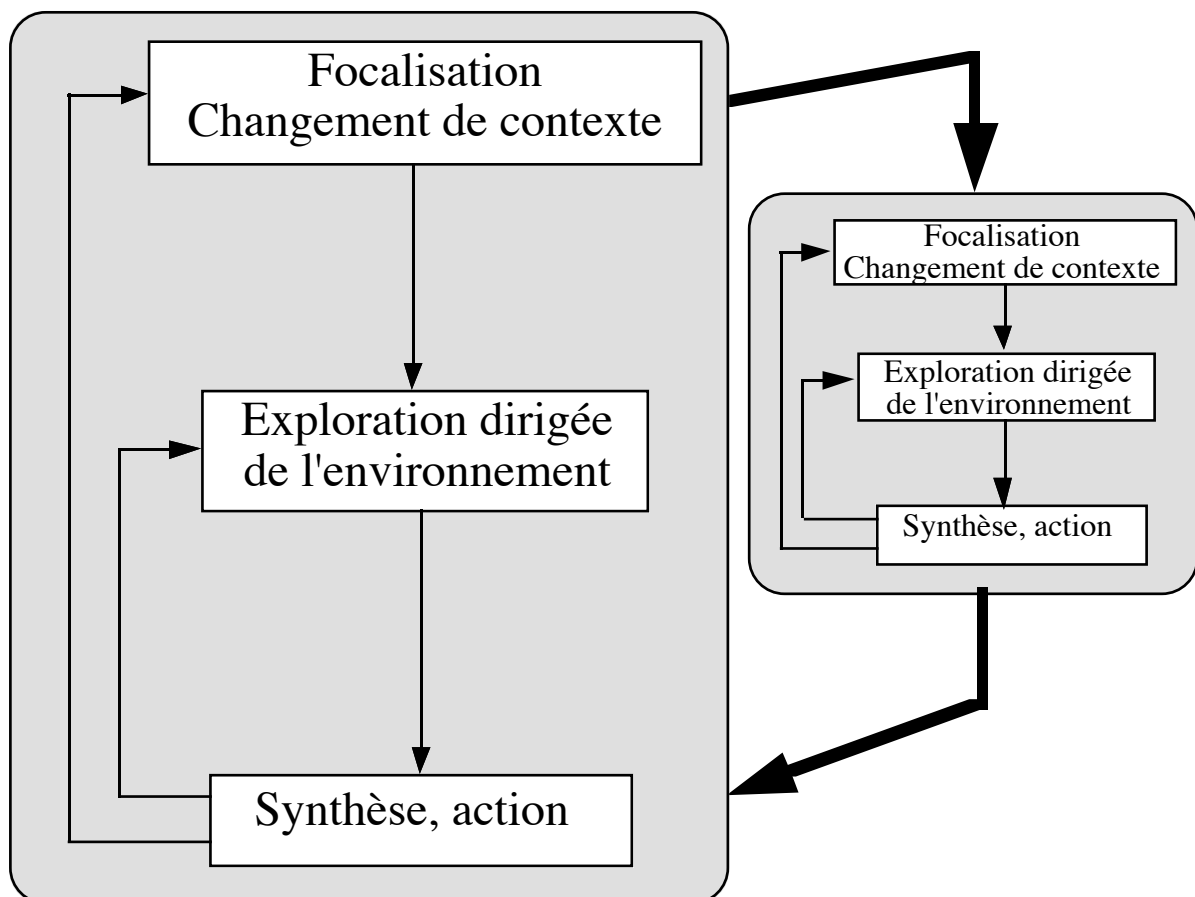 Focalisation
Changement de contexte
Exploration dirigée
de l'environnement
Synthèse, action
Focalisation
Changement de contexte
Exploration dirigée
de l'environnement
Synthèse, action